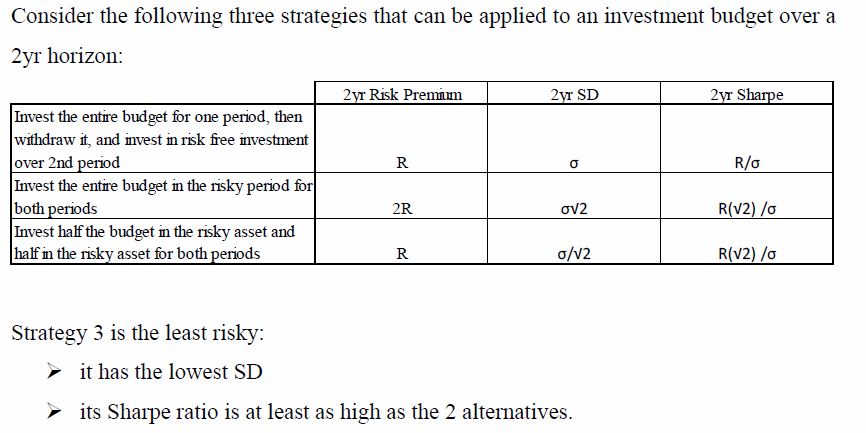 Consider the following three strategies that can be applied to an investment budget over a
2yr horizon:
2yr Risk Premium 2yr SD 2yr Sharpe
Invest the entire budget for one period, then
withdraw it, and invest in risk free investment
over 2nd period R σ R/σ
Invest the entire budget in the risky period for
both periods 2R σ√2 R(√2) /σ
Invest half the budget in the risky asset and
half in the risky asset for both periods R σ/√2 R(√2) /σ
Strategy 3 is the least risky:
➢ it has the lowest SD
➢ its Sharpe ratio is at least as high as the 2 alternatives.